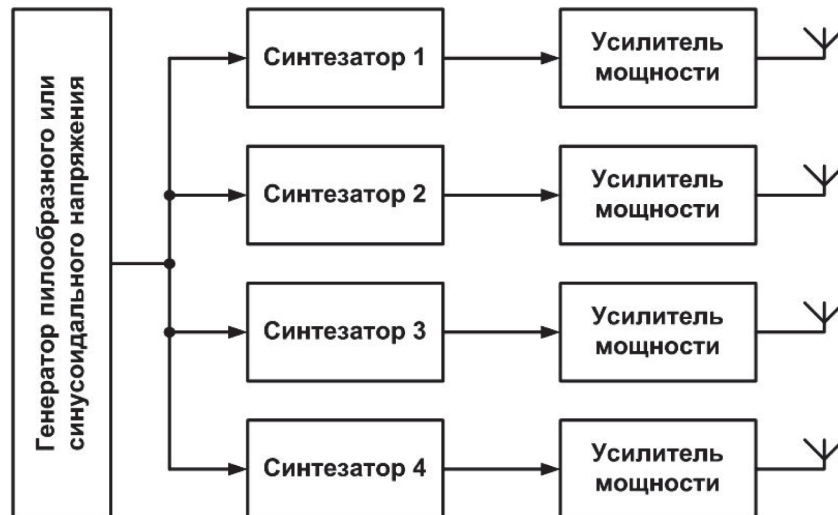 Генератор пилообразного или
синусоидального напряжения
Синтезатор 1
Усилитель
мощности
Синтезатор 2
Усилитель
мощности
Синтезатор 3
Усилитель
мощности
Синтезатор 4
Усилитель
мощности